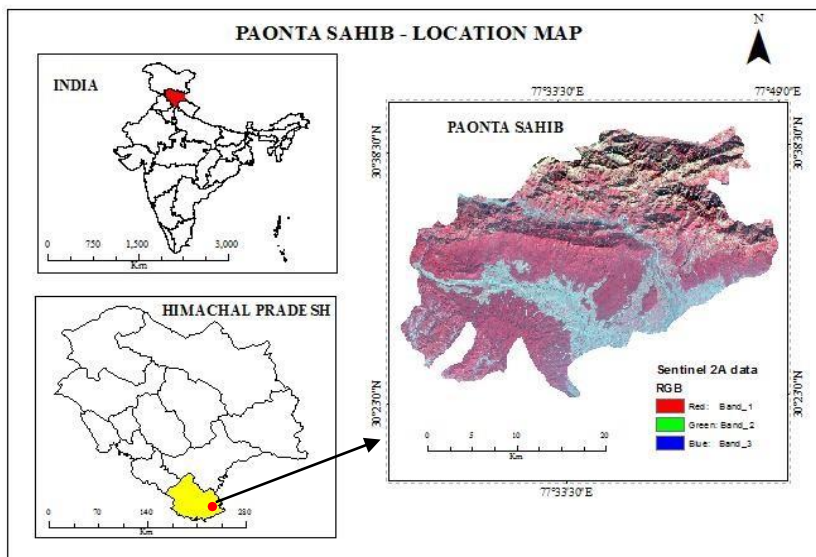 PAONTA SAHIB - LOCATION MAP
N
INDIA
0 750 1,500 3,000
Km
HIMACHAL PRADESH
0 70 140 280
Km
77°33'30"E 77°49'0"E
30°38'30"N 30°38'30"N
PAONTA SAHIB
Sentinel 2A data
RGB
Red: Band_1
Green: Band_2
Blue: Band_3
30°23'0"N 30°23'0"N
0 5 10 20
Km
77°33'30"E